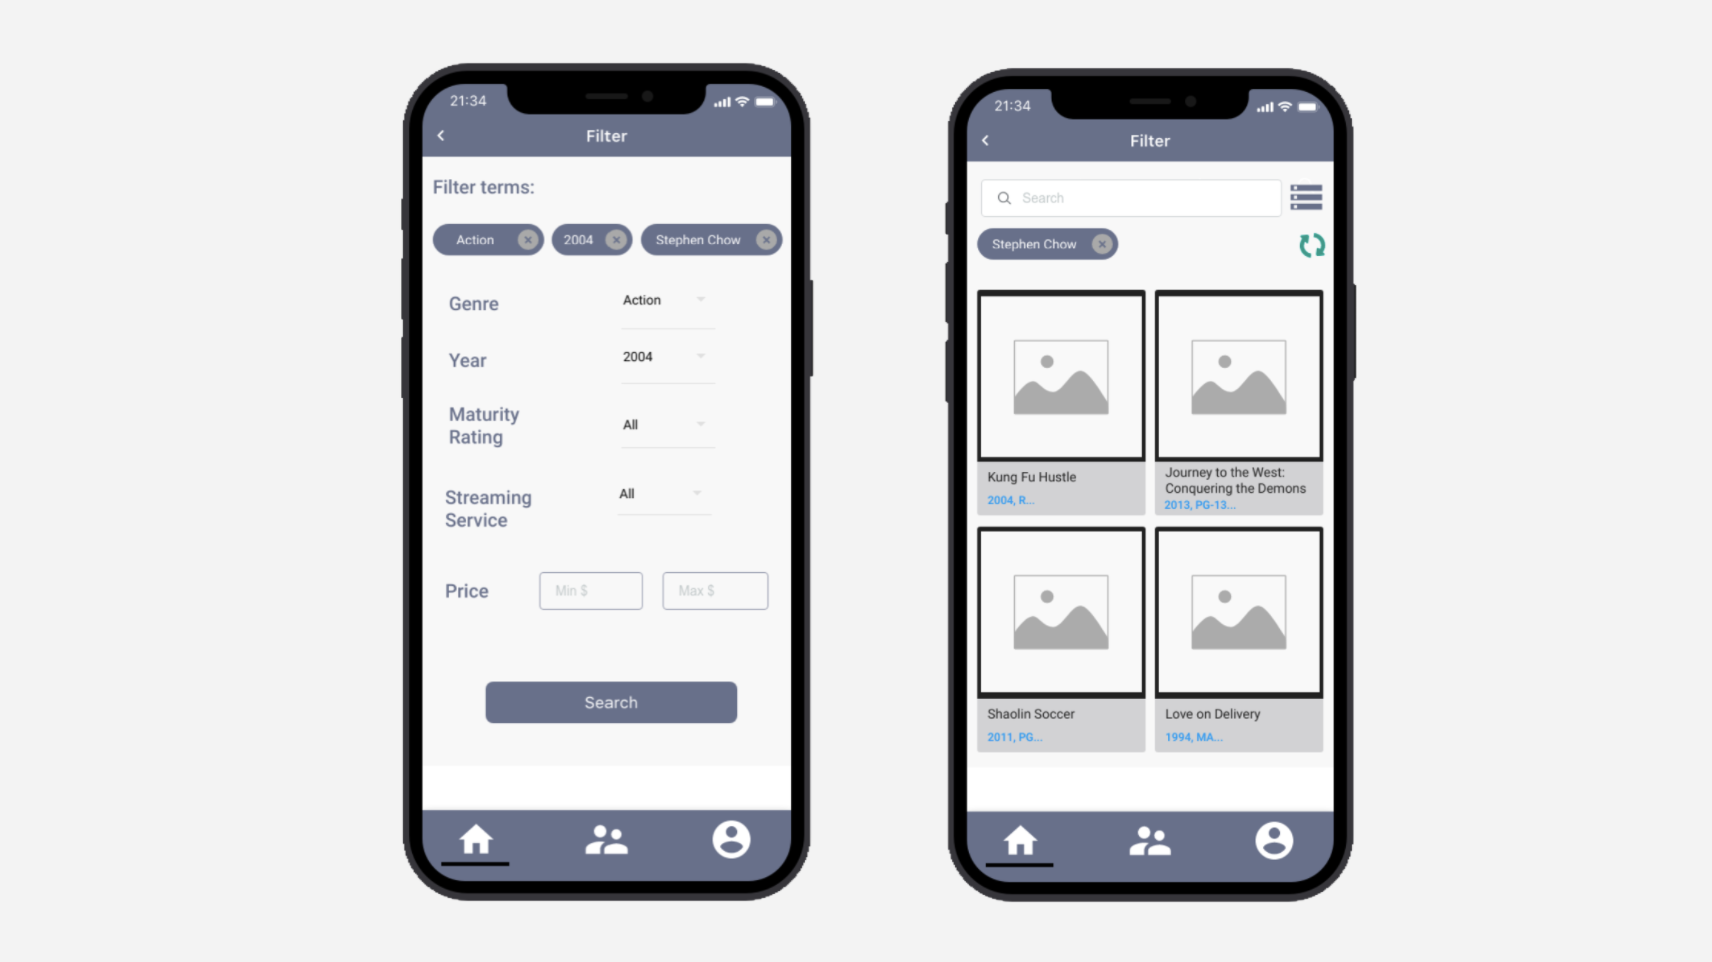 21:34
Filter
Filter terms:
Action
2004
Stephen Chow
Genre
Action
Year
2004
Maturity
Rating
All
Streaming
Service
All
Price
Min $
Max $
Search
21:34
Filter
Search
Stephen Chow
Kung Fu Hustle
2004, R...
Journey to the West:
Conquering the Demons
2013, PG-13...
Shaolin Soccer
2011, PG...
Love on Delivery
1994, MA...